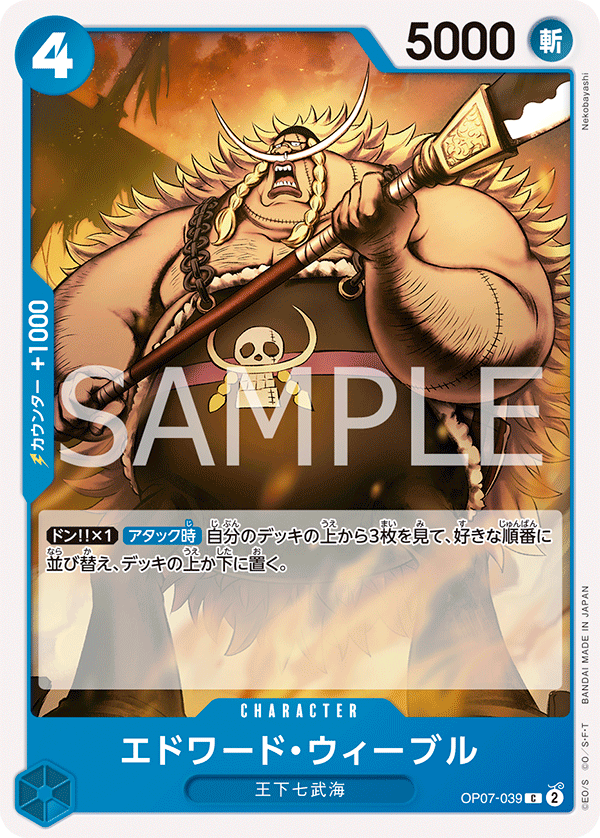 4
5000
斬
Nekobayashi
カウンター +1000
SAMPLE
ドン!!×1 アタック時 自分のデッキの上から3枚を見て、好きな順番に
並び替え、デッキの上か下に置く。
CHARACTER
エドワード・ウィーブル
王下七武海
OP07-039 C 2
©E.O/S ©O/S・F・T BANDAI MADE IN JAPAN